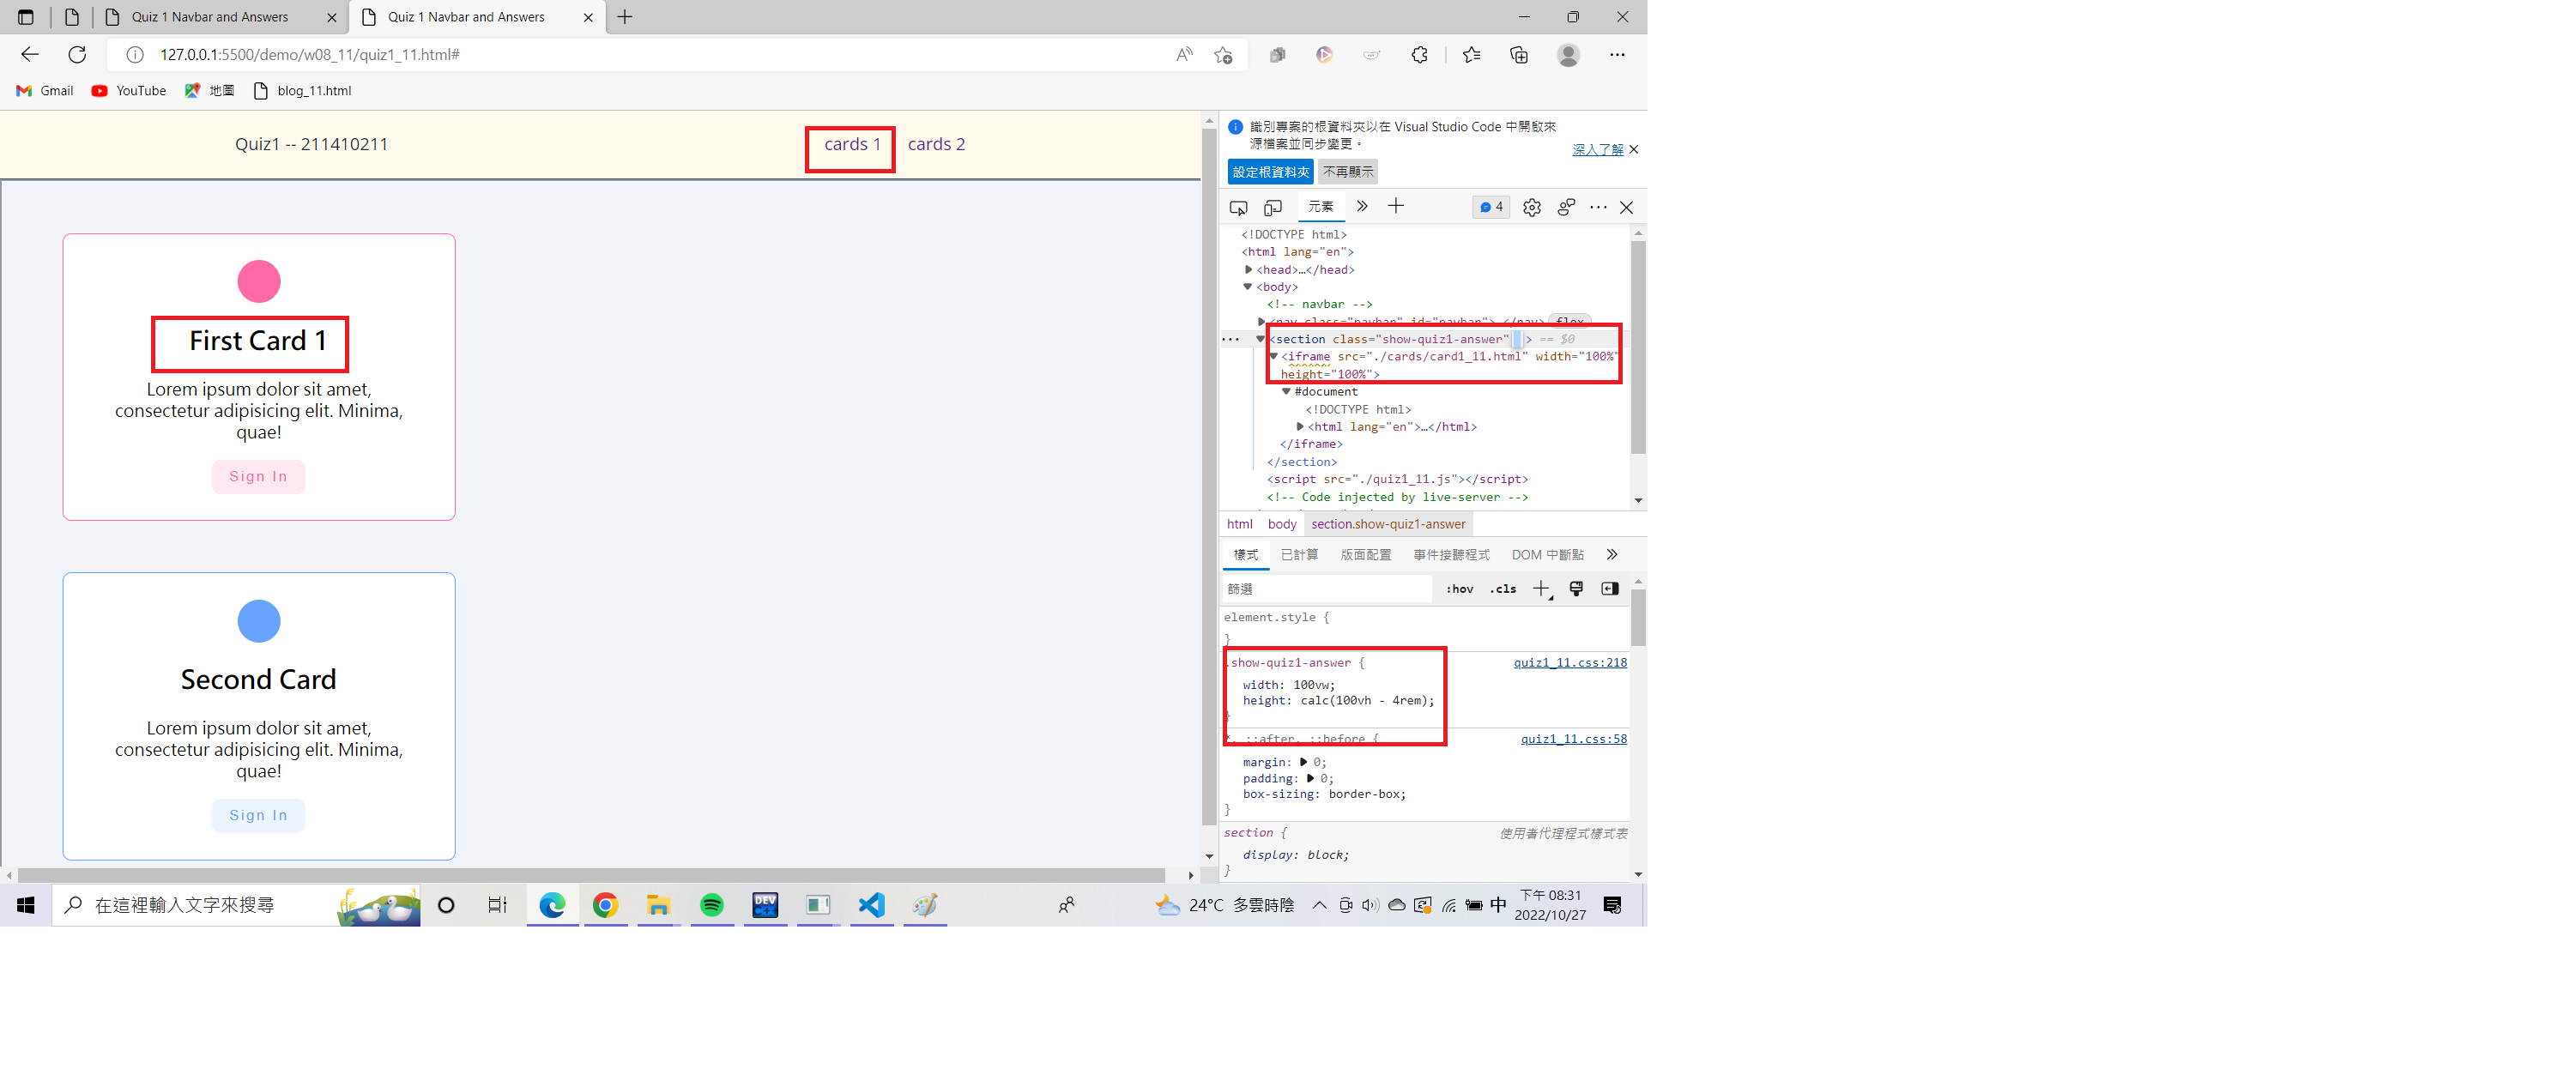 Quiz 1 Navbar and Answers
Quiz 1 Navbar and Answers
127.0.0.1:5500/demo/w08_11/quiz1_11.html#
Gmail
YouTube
地圖
blog_11.html
Quiz1 -- 211410211
cards 1
cards 2
First Card 1
Lorem ipsum dolor sit amet,
consectetur adipisicing elit. Minima,
quae!
Sign In
Second Card
Lorem ipsum dolor sit amet,
consectetur adipisicing elit. Minima,
quae!
Sign In
識別專案的根資料夾以在 Visual Studio Code 中開啟來
源檔案並同步變更。
深入了解
設定根資料夾
不再顯示
元素
4
<!DOCTYPE html>
<html lang="en">
<head>…</head>
<body>
<!-- navbar -->
<nav class="navbar" id="navbar">…</nav> flex
<section class="show-quiz1-answer" > == $0
<iframe src="./cards/card1_11.html" width="100%"
height="100%">
#document
<!DOCTYPE html>
<html lang="en">…</html>
</iframe>
</section>
<script src="./quiz1_11.js"></script>
<!-- Code injected by live-server -->
html body section.show-quiz1-answer
樣式 已計算 版面配置 事件接聽程式 DOM 中斷點
篩選
:hov .cls
element.style {
}
.show-quiz1-answer {
quiz1_11.css:218
width: 100vw;
height: calc(100vh - 4rem);
}
*, ::after, ::before {
quiz1_11.css:58
margin: 0;
padding: 0;
box-sizing: border-box;
}
section {
使用者代理程式樣式表
display: block;
}
在這裡輸入文字來搜尋
DEV
24°C 多雲時陰
中
下午 08:31
2022/10/27